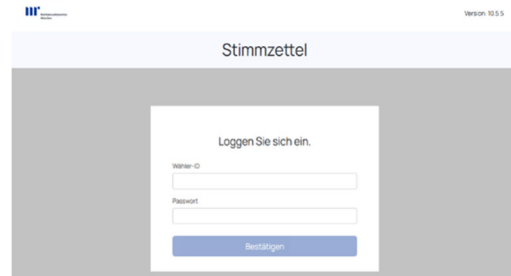 Version: 10.5.5
Stimmzettel
Loggen Sie sich ein.
Wähler-ID
Passwort
Bestätigen